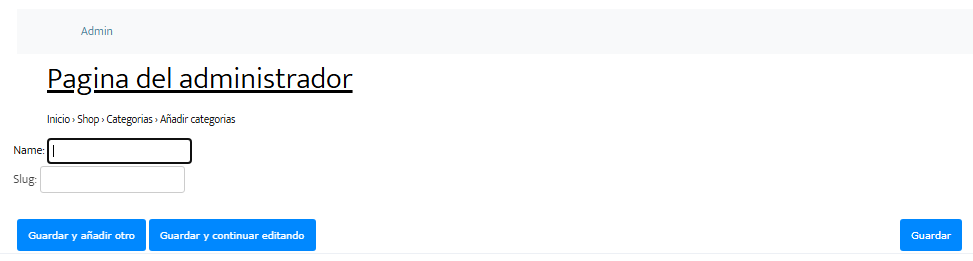 Admin
Pagina del administrador
Inicio › Shop › Categorias › Añadir categorias
Name:
Slug:
Guardar y añadir otro Guardar y continuar editando Guardar